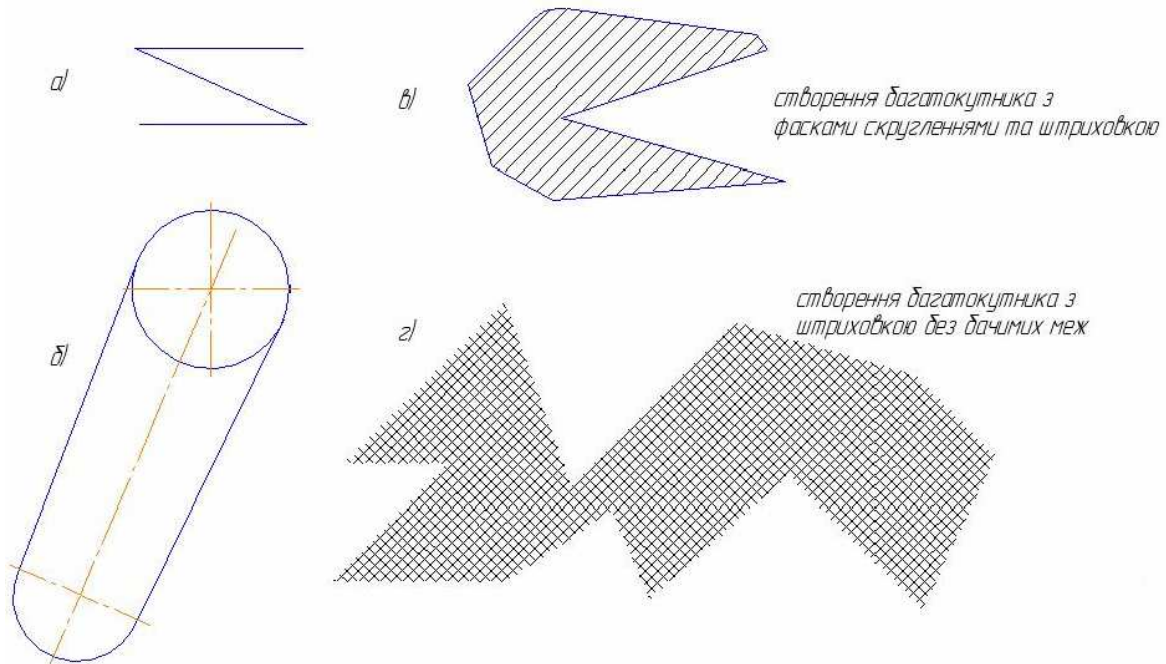 а)
в)
створення багатокутника з
фасками скругленнями та штриховкою
б)
г)
створення багатокутника з
штриховкою без бачимих меж